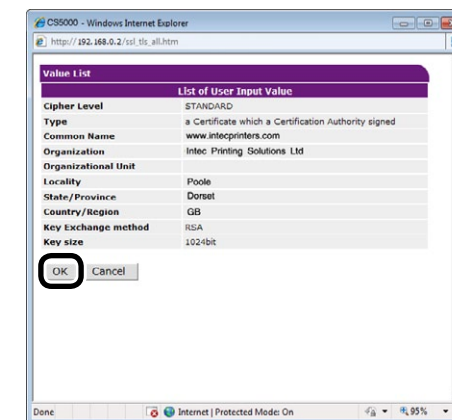 CS5000 - Windows Internet Explorer
http://192.168.0.2/ssl_tls_all.htm
Value List
List of User Input Value
Cipher Level STANDARD
Type a Certificate which a Certification Authority signed
Common Name www.intecprinters.com
Organization Intec Printing Solutions Ltd
Organizational Unit
Locality Poole
State/Province Dorset
Country/Region GB
Key Exchange method RSA
Key size 1024bit
OK Cancel
Done Internet | Protected Mode: On 95%